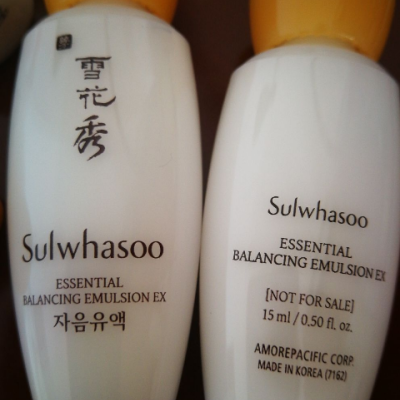 雪花秀
Sulwhasoo
ESSENTIAL
BALANCING EMULSION EX
자음유액
Sulwhasoo
ESSENTIAL
BALANCING EMULSION EX
[NOT FOR SALE]
15 ml / 0.50 fl. oz.
AMOREPACIFIC CORP.
MADE IN KOREA (7162)